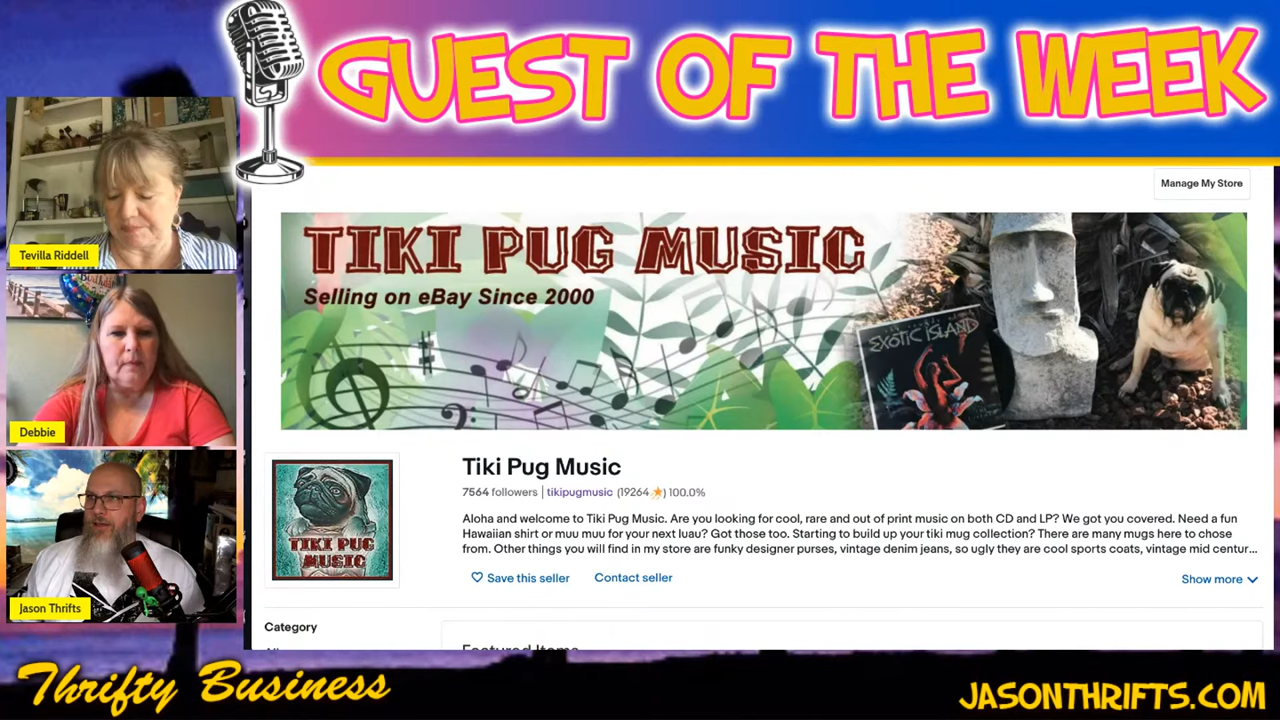 GUEST OF THE WEEK
Manage My Store
TIKI PUG MUSIC
Selling on eBay Since 2000
EXOTIC ISLAND
Tevilla Riddell
Debbie
Jason Thrifts
TIKI PUG
MUSIC
Tiki Pug Music
7564 followers | tikipugmusic (19264 ) 100.0%
Aloha and welcome to Tiki Pug Music. Are you looking for cool, rare and out of print music on both CD and LP? We got you covered. Need a fun
Hawaiian shirt or muu muu for your next luau? Got those too. Starting to build up your tiki mug collection? There are many mugs here to chose
from. Other things you will find in my store are funky designer purses, vintage denim jeans, so ugly they are cool sports coats, vintage mid centur...
Save this seller
Contact seller
Show more
Category
Featured Items
Thrifty Business
JASONTHRIFTS.COM